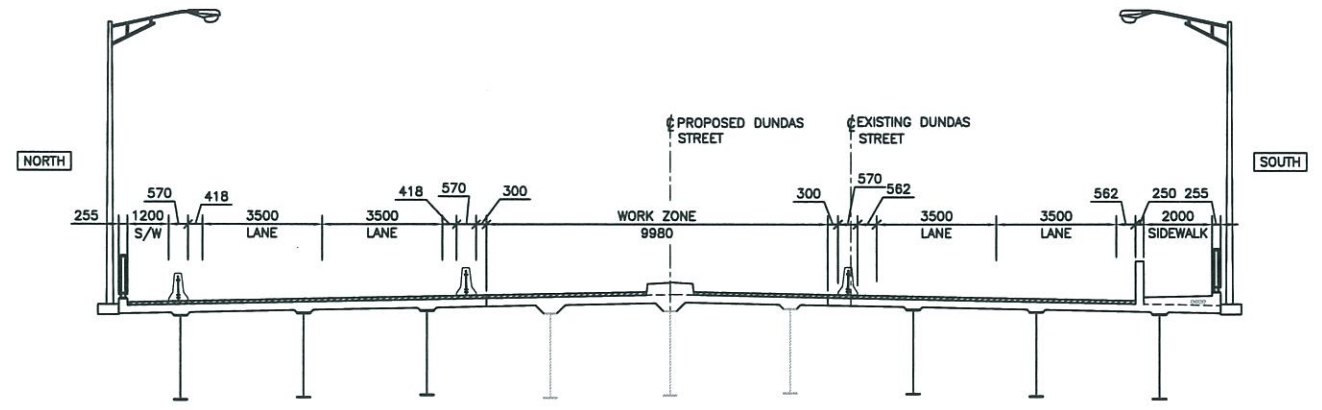 ℄ PROPOSED DUNDAS
STREET
℄ EXISTING DUNDAS
STREET
NORTH
SOUTH
570
418
418
570
300
300
570
562
562
250
255
255
1200
S/W
3500
LANE
3500
LANE
WORK ZONE
9980
3500
LANE
3500
LANE
2000
SIDEWALK